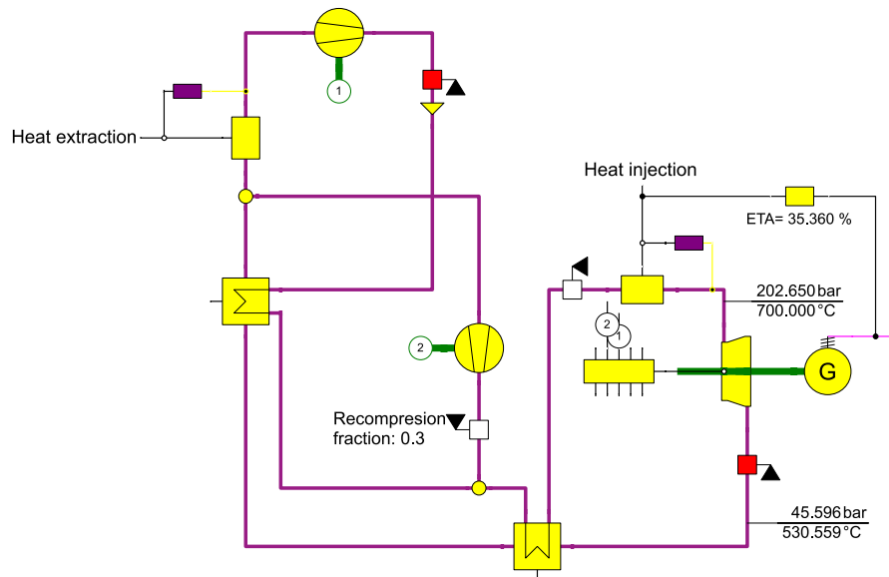 1
Heat extraction
Heat injection
ETA= 35.360 %
202.650 bar
700.000 °C
2
1
2
G
Recompresion
fraction: 0.3
45.596 bar
530.559 °C